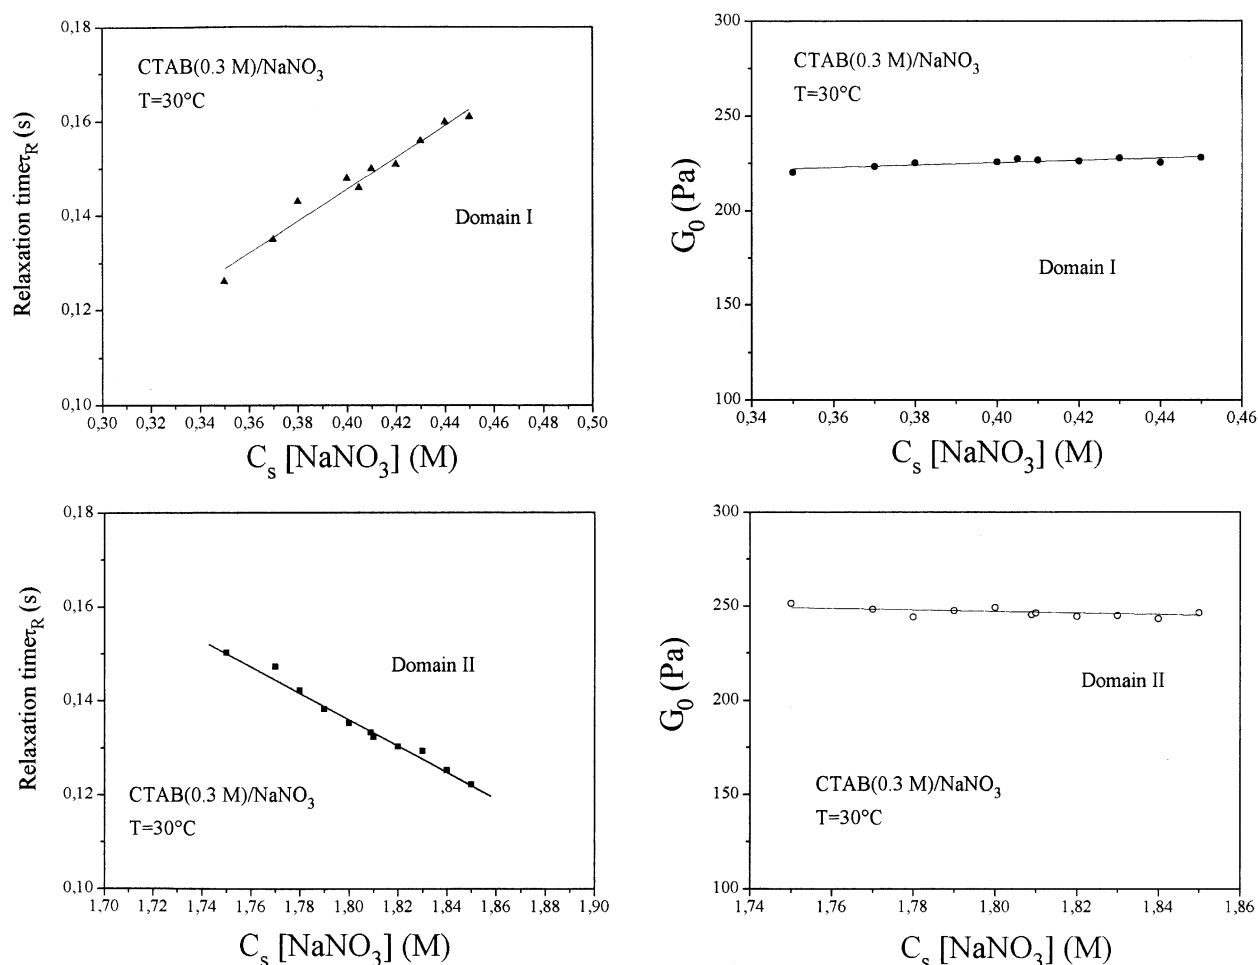 0,18
0,16
0,14
0,12
0,10
Relaxation timeτR (s)
CTAB(0.3 M)/NaNO3
T=30°C
Domain I
0,30 0,32 0,34 0,36 0,38 0,40 0,42 0,44 0,46 0,48 0,50
Cs [NaNO3] (M)
300
250
200
150
100
G0 (Pa)
CTAB(0.3 M)/NaNO3
T=30°C
Domain I
0,34 0,36 0,38 0,40 0,42 0,44 0,46
Cs [NaNO3] (M)
0,18
0,16
0,14
0,12
0,10
Relaxation timeτR (s)
Domain II
CTAB(0.3 M)/NaNO3
T=30°C
1,70 1,72 1,74 1,76 1,78 1,80 1,82 1,84 1,86 1,88 1,90
Cs [NaNO3] (M)
300
250
200
150
100
G0 (Pa)
Domain II
CTAB(0.3 M)/NaNO3
T=30°C
1,74 1,76 1,78 1,80 1,82 1,84 1,86
Cs [NaNO3] (M)